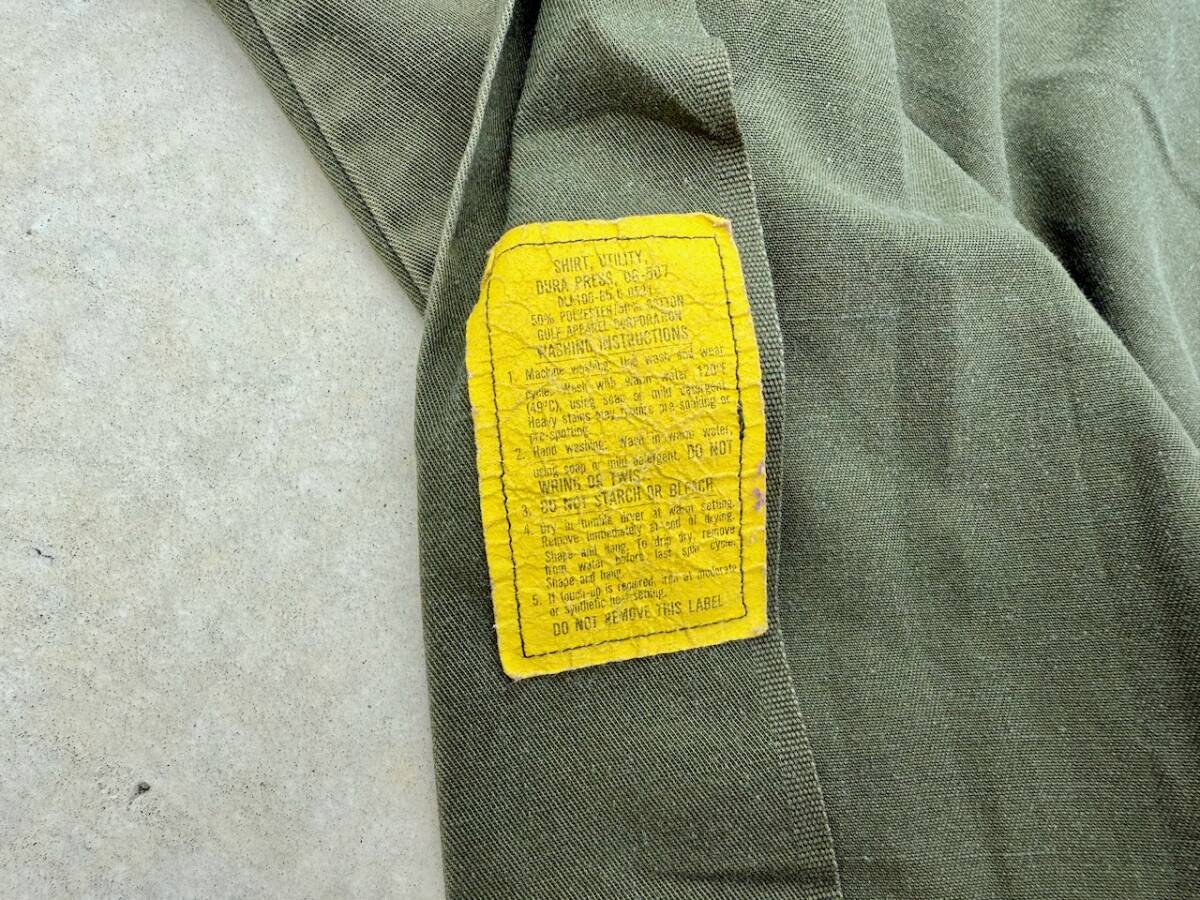 SHIRT, UTILITY,
DURA PRESS, OG-507
50% POLYESTER/50% COTTON
GULF APPAREL CORPORATION
WASHING INSTRUCTIONS
1. Machine washing: Use wash and wear
cycle. Wash with warm water 120°F
(49°C), using soap or mild detergent
Heavy stains may require pre-soaking or
pre-spotting.
2. Hand washing: Wash in warm water,
using soap or mild detergent. DO NOT
WRING OR TWIST
3. DO NOT STARCH OR BLEACH
4. Dry in tumble dryer at warm setting.
Remove immediately at end of drying.
Shape and hang. To drip dry, remove
from water before last spin cycle.
Shape and hang.
5. If touch-up is required, iron at moderate
or synthetic heat setting.
DO NOT REMOVE THIS LABEL